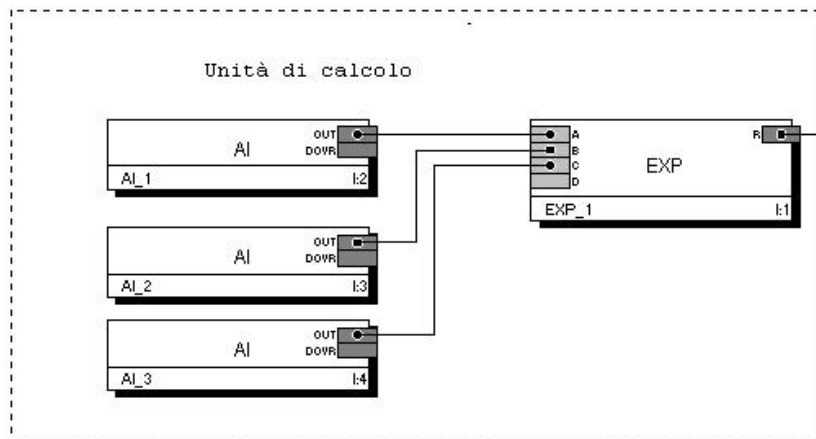 Unità di calcolo
AI
OUT
DOVR
AI_1 I:2
AI
OUT
DOVR
AI_2 I:3
AI
OUT
DOVR
AI_3 I:4
A
B
C
D
EXP
R
EXP_1 I:1